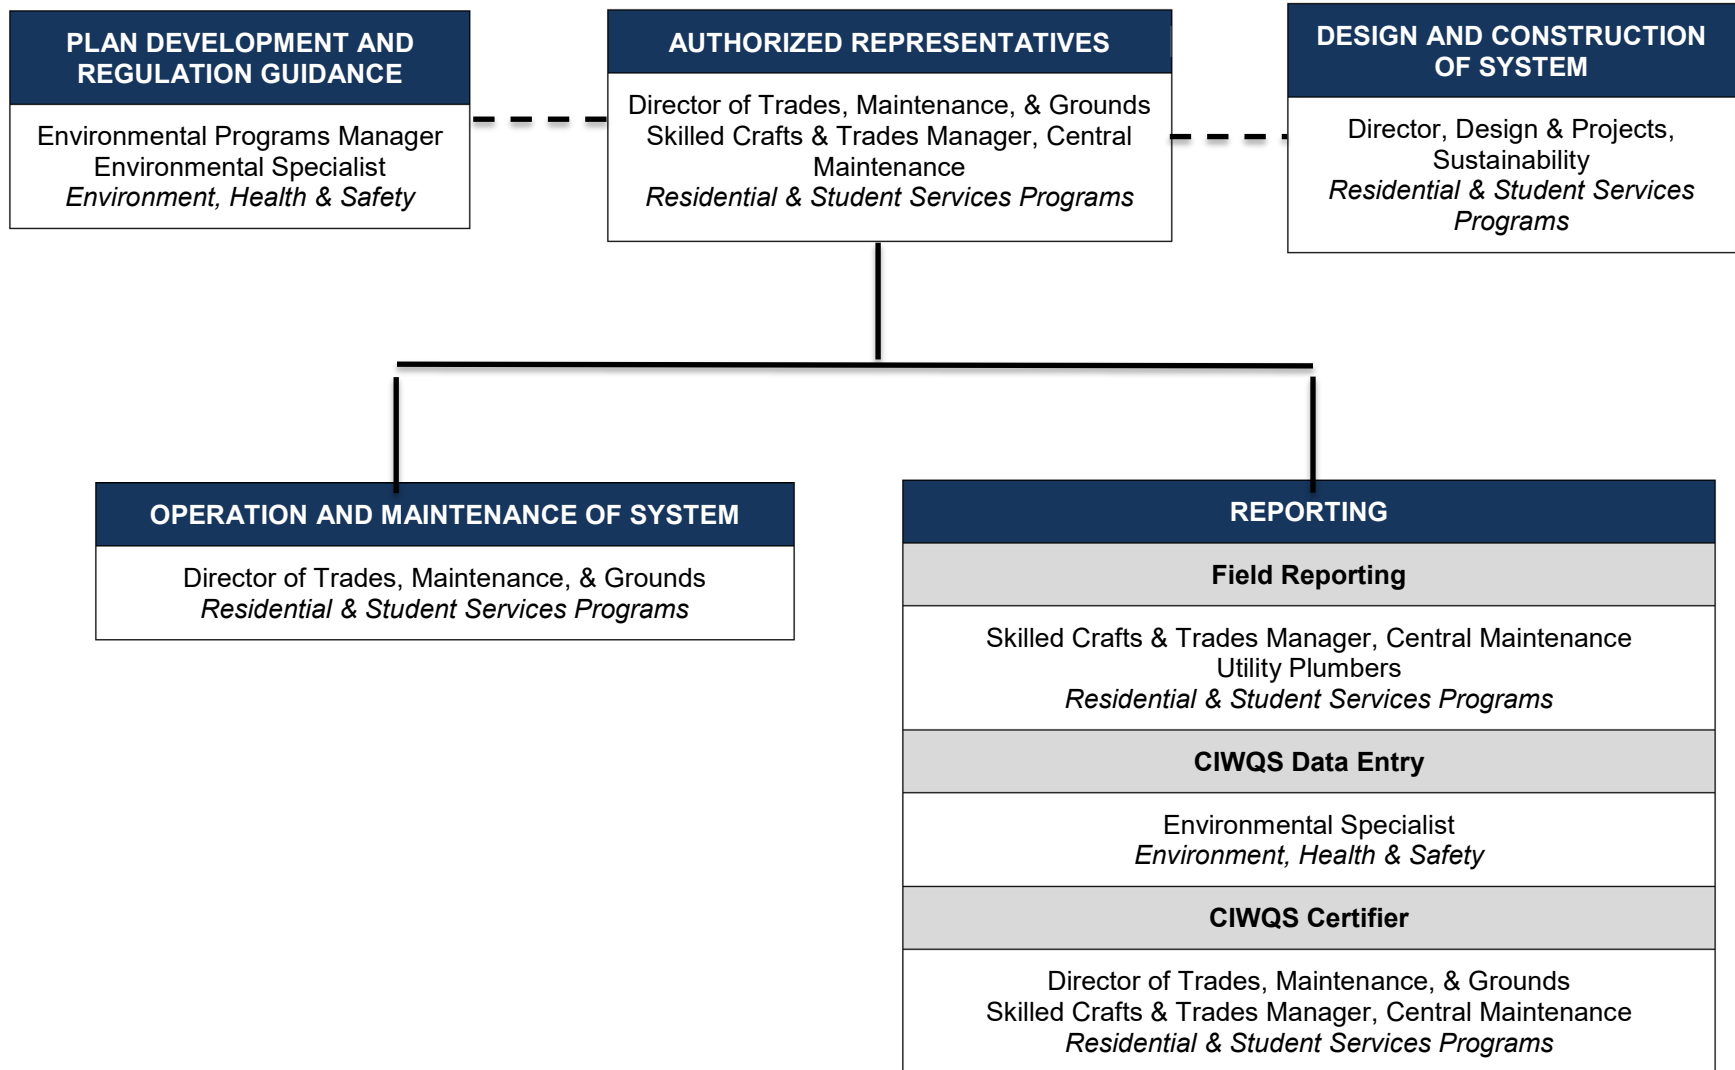 PLAN DEVELOPMENT AND
REGULATION GUIDANCE
Environmental Programs Manager
Environmental Specialist
Environment, Health & Safety
AUTHORIZED REPRESENTATIVES
Director of Trades, Maintenance, & Grounds
Skilled Crafts & Trades Manager, Central
Maintenance
Residential & Student Services Programs
DESIGN AND CONSTRUCTION
OF SYSTEM
Director, Design & Projects,
Sustainability
Residential & Student Services
Programs
OPERATION AND MAINTENANCE OF SYSTEM
Director of Trades, Maintenance, & Grounds
Residential & Student Services Programs
REPORTING
Field Reporting
Skilled Crafts & Trades Manager, Central Maintenance
Utility Plumbers
Residential & Student Services Programs
CIWQS Data Entry
Environmental Specialist
Environment, Health & Safety
CIWQS Certifier
Director of Trades, Maintenance, & Grounds
Skilled Crafts & Trades Manager, Central Maintenance
Residential & Student Services Programs